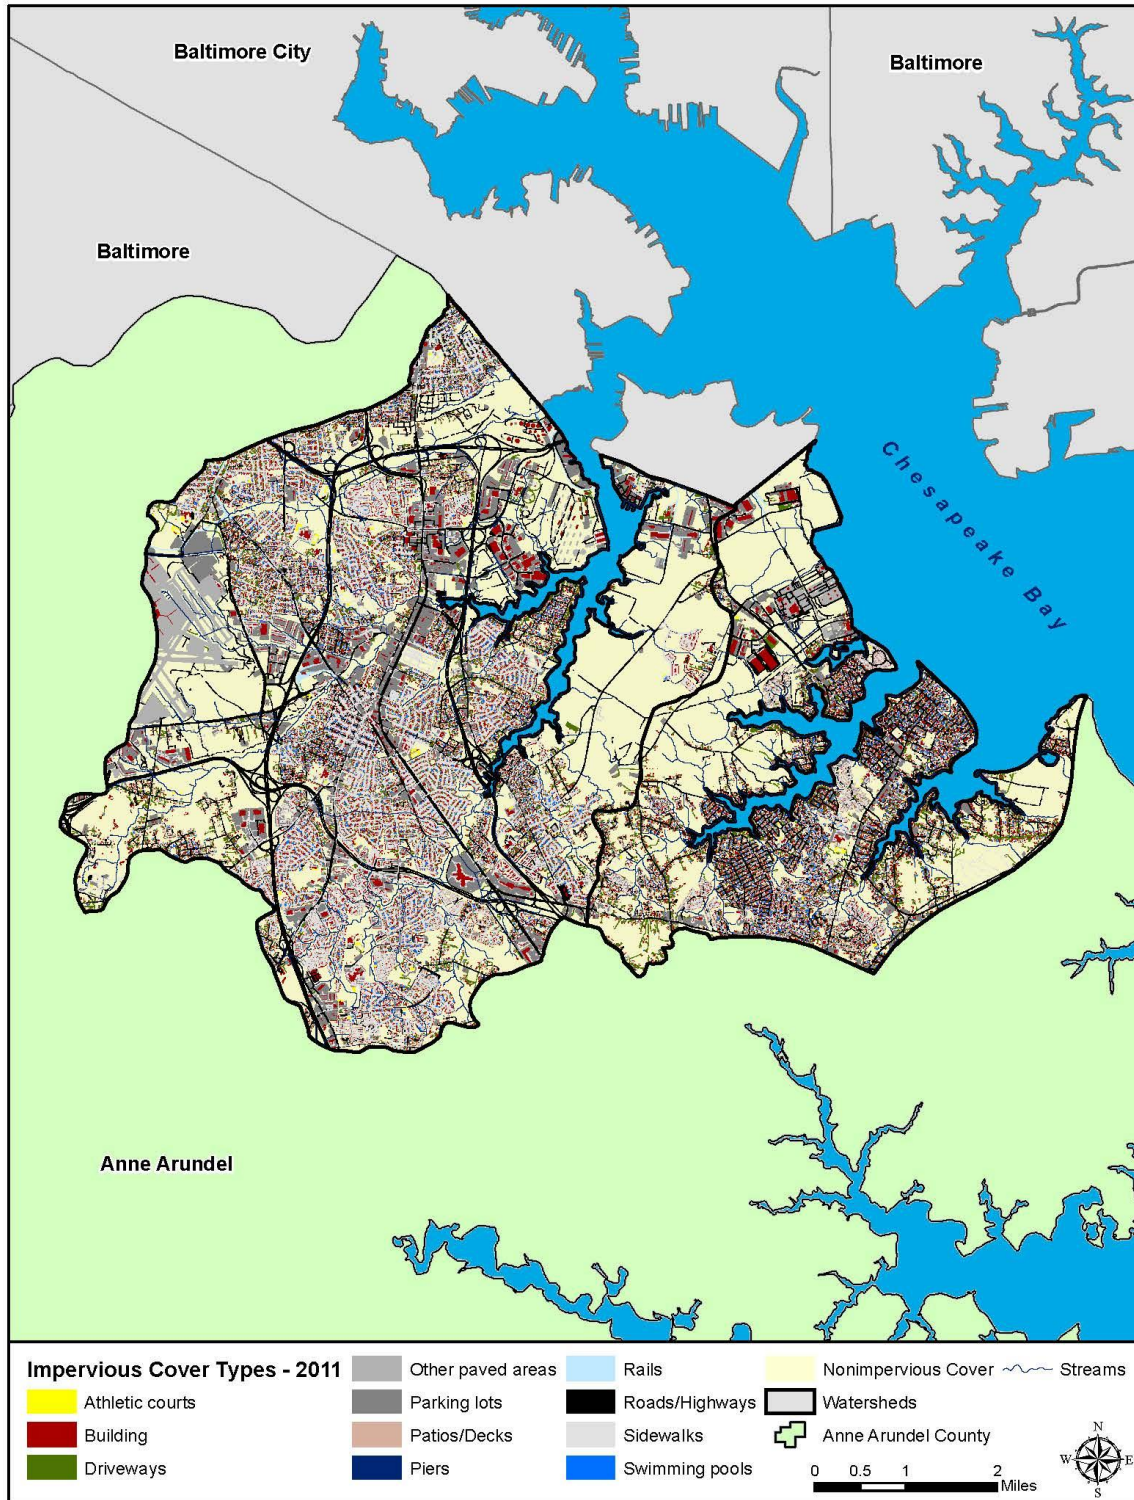 Baltimore City
Baltimore
Baltimore
Chesapeake Bay
Anne Arundel
Impervious Cover Types - 2011
Athletic courts
Building
Driveways
Other paved areas
Parking lots
Patios/Decks
Piers
Rails
Roads/Highways
Sidewalks
Swimming pools
Nonimpervious Cover
Streams
Watersheds
Anne Arundel County
0 0.5 1 2
Miles
N
W E
S